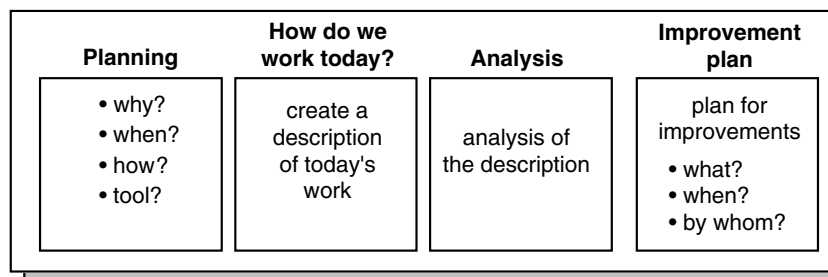 Planning
• why?
• when?
• how?
• tool?
How do we
work today?
create a
description
of today's
work
Analysis
analysis of
the description
Improvement
plan
plan for
improvements
• what?
• when?
• by whom?